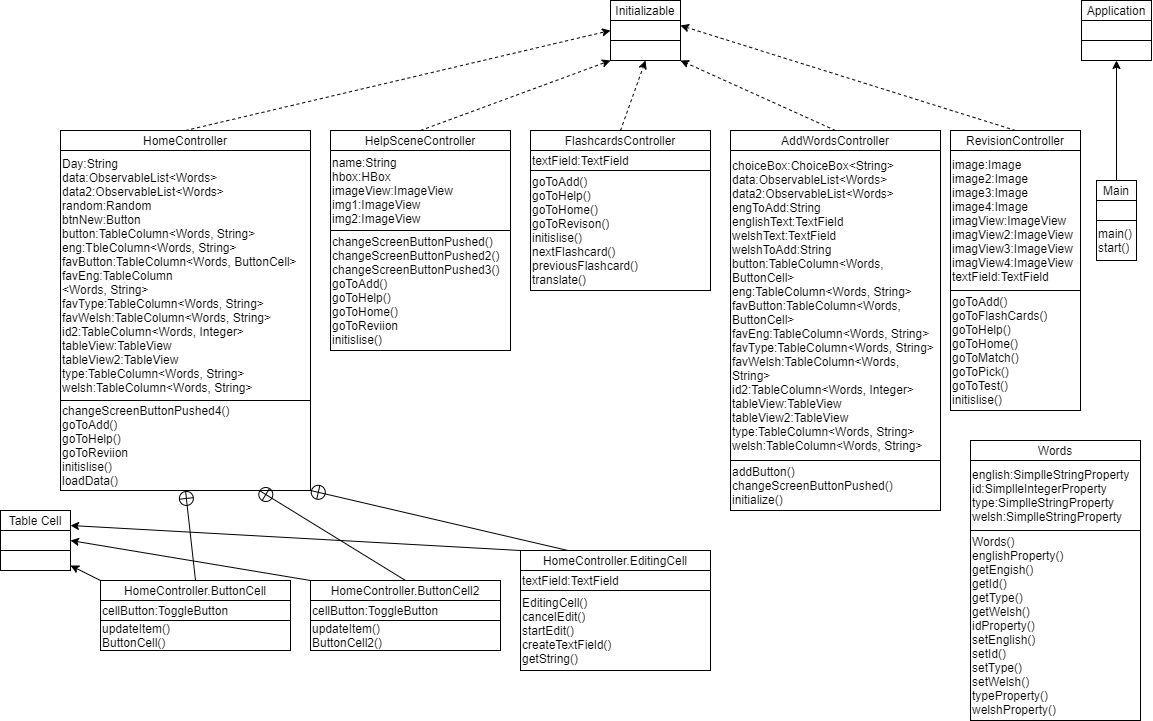 Initializable
Application
HomeController
Day:String
data:ObservableList<Words>
data2:ObservableList<Words>
random:Random
btnNew:Button
button:TableColumn<Words, String>
eng:TbleColumn<Words, String>
favButton:TableColumn<Words, ButtonCell>
favEng:TableColumn
<Words, String>
favType:TableColumn<Words, String>
favWelsh:TableColumn<Words, String>
id2:TableColumn<Words, Integer>
tableView:TableView
tableView2:TableView
type:TableColumn<Words, String>
welsh:TableColumn<Words, String>
changeScreenButtonPushed4()
goToAdd()
goToHelp()
goToReviion
initislise()
loadData()
HelpSceneController
name:String
hbox:HBox
imageView:ImageView
img1:ImageView
img2:ImageView
changeScreenButtonPushed()
changeScreenButtonPushed2()
changeScreenButtonPushed3()
goToAdd()
goToHelp()
goToHome()
goToReviion
initislise()
FlashcardsController
textField:TextField
goToAdd()
goToHelp()
goToHome()
goToRevison()
initislise()
nextFlashcard()
previousFlashcard()
translate()
AddWordsController
choiceBox:ChoiceBox<String>
data:ObservableList<Words>
data2:ObservableList<Words>
engToAdd:String
englishText:TextField
welshText:TextField
welshToAdd:String
button:TableColumn<Words,
ButtonCell>
eng:TableColumn<Words, String>
favButton:TableColumn<Words,
ButtonCell>
favEng:TableColumn<Words, String>
favType:TableColumn<Words, String>
favWelsh:TableColumn<Words,
String>
id2:TableColumn<Words, Integer>
tableView:TableView
tableView2:TableView
type:TableColumn<Words, String>
welsh:TableColumn<Words, String>
addButton()
changeScreenButtonPushed()
initialize()
RevisionController
image:Image
image2:Image
image3:Image
image4:Image
imagView:ImageView
imagView2:ImageView
imagView3:ImageView
imagView4:ImageView
textField:TextField
goToAdd()
goToFlashCards()
goToHelp()
goToHome()
goToMatch()
goToPick()
goToTest()
initislise()
Main
main()
start()
Words
english:SimplleStringProperty
id:SimplleIntegerProperty
type:SimplleStringProperty
welsh:SimplleStringProperty
Words()
englishProperty()
getEngish()
getId()
getType()
getWelsh()
idProperty()
setEnglish()
setId()
setType()
setWelsh()
typeProperty()
welshProperty()
Table Cell
HomeController.ButtonCell
cellButton:ToggleButton
updateItem()
ButtonCell()
HomeController.ButtonCell2
cellButton:ToggleButton
updateItem()
ButtonCell2()
HomeController.EditingCell
textField:TextField
EditingCell()
cancelEdit()
startEdit()
createTextField()
getString()